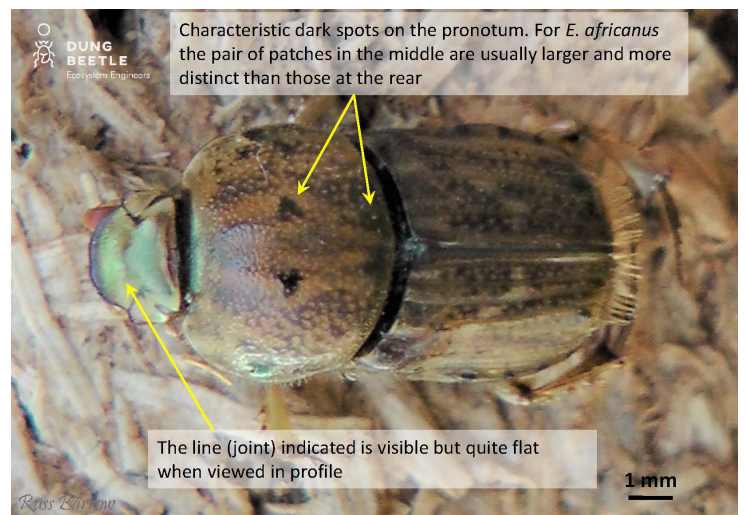 Characteristic dark spots on the pronotum. For E. africanus
the pair of patches in the middle are usually larger and more
distinct than those at the rear
DUNG
BEETLE
Ecosystem Engineers
The line (joint) indicated is visible but quite flat
when viewed in profile
1 mm
Russ Barrow